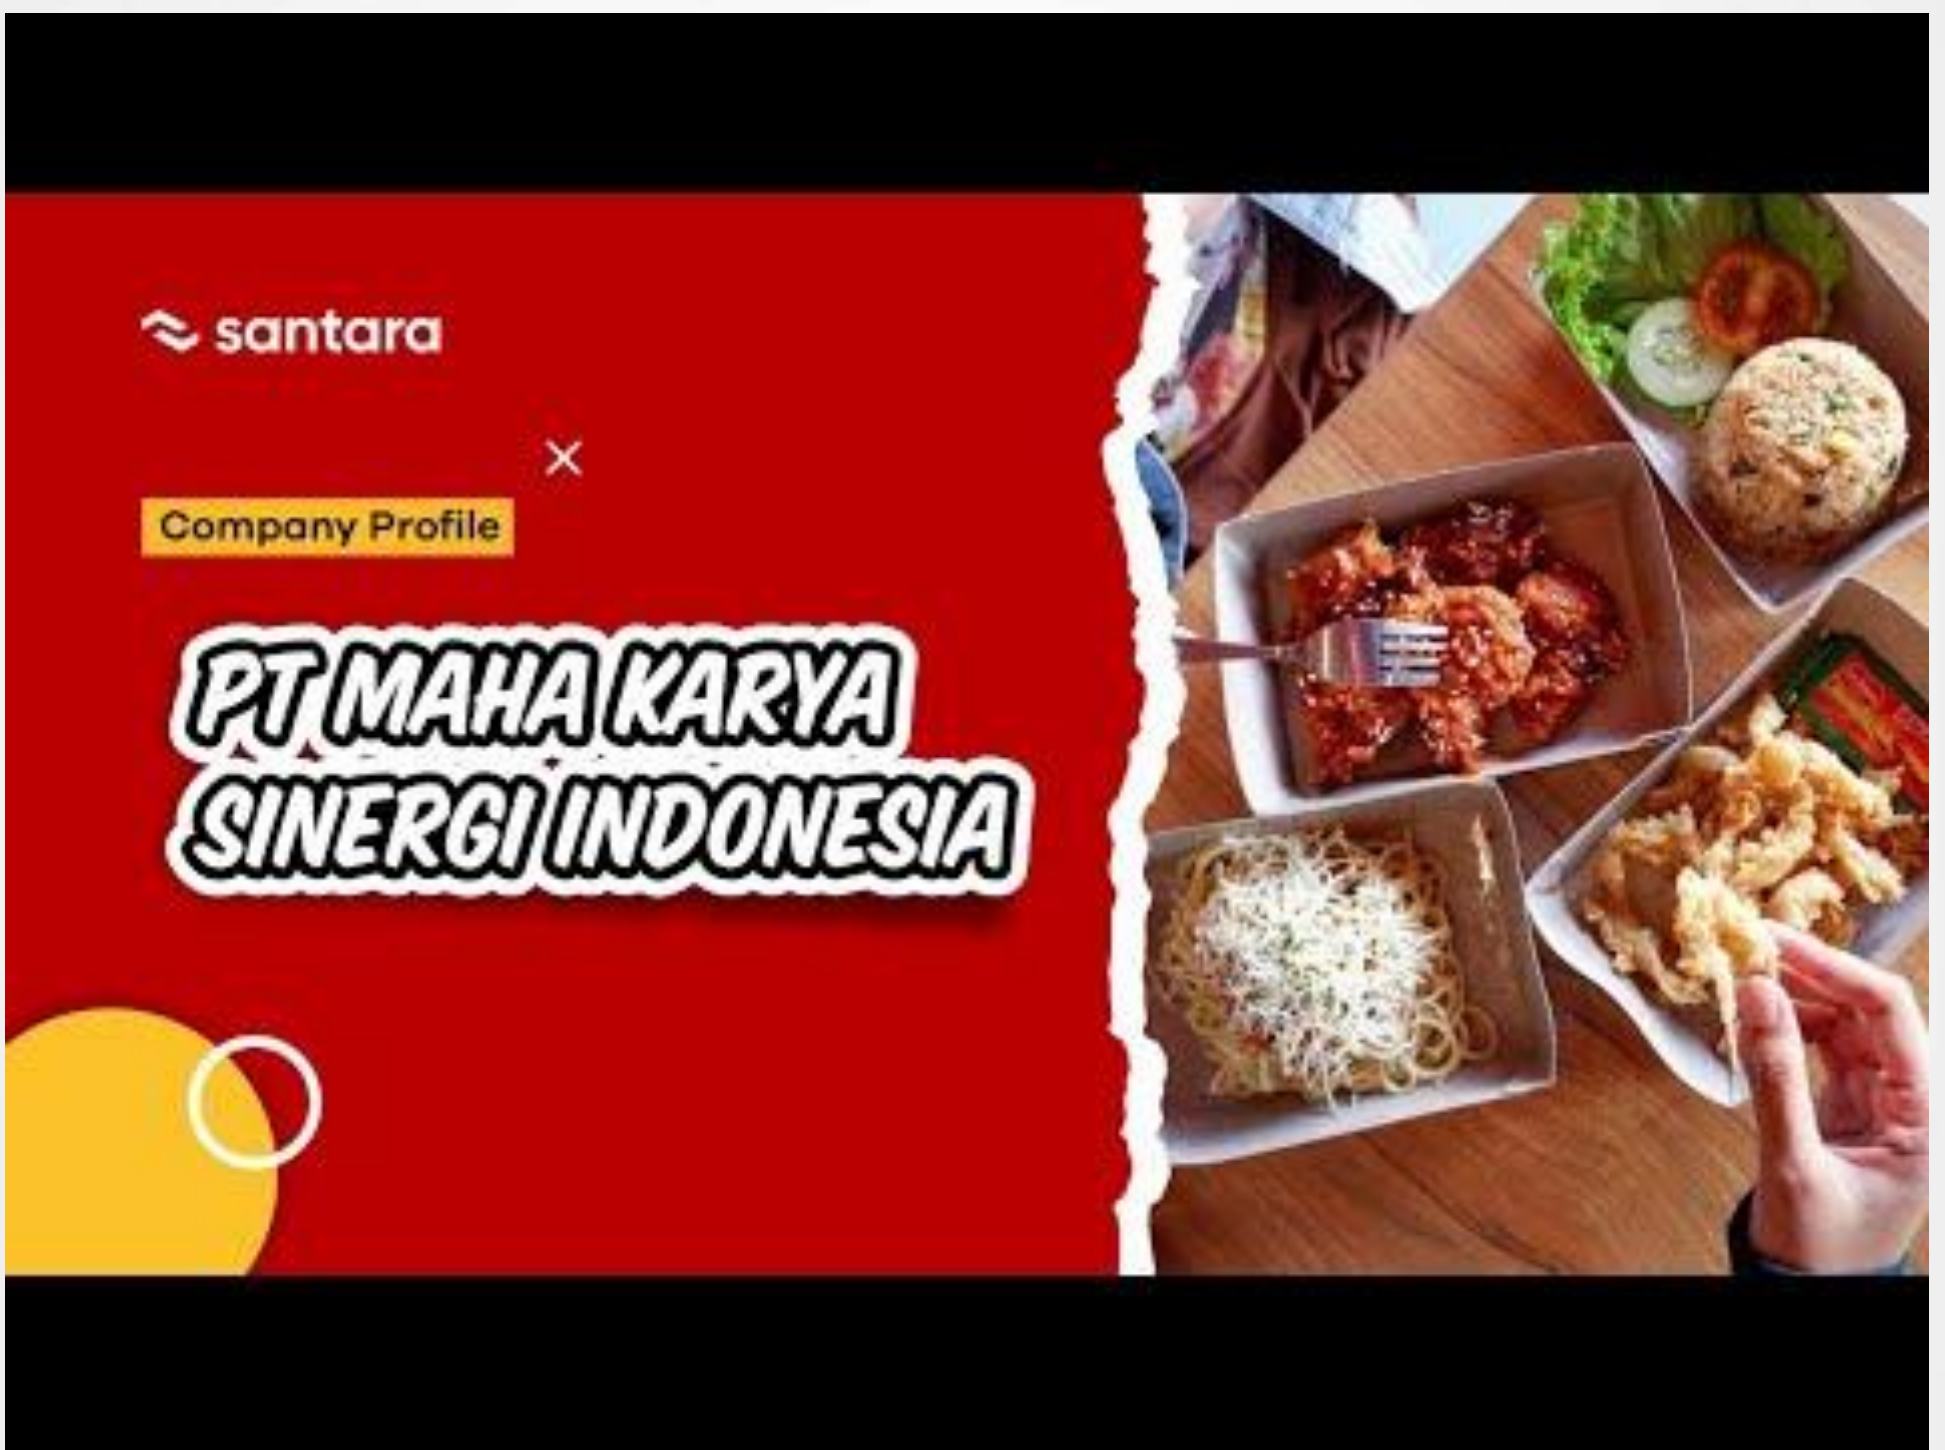 santara
×
Company Profile
PT MAHA KARYA
SINERGI INDONESIA